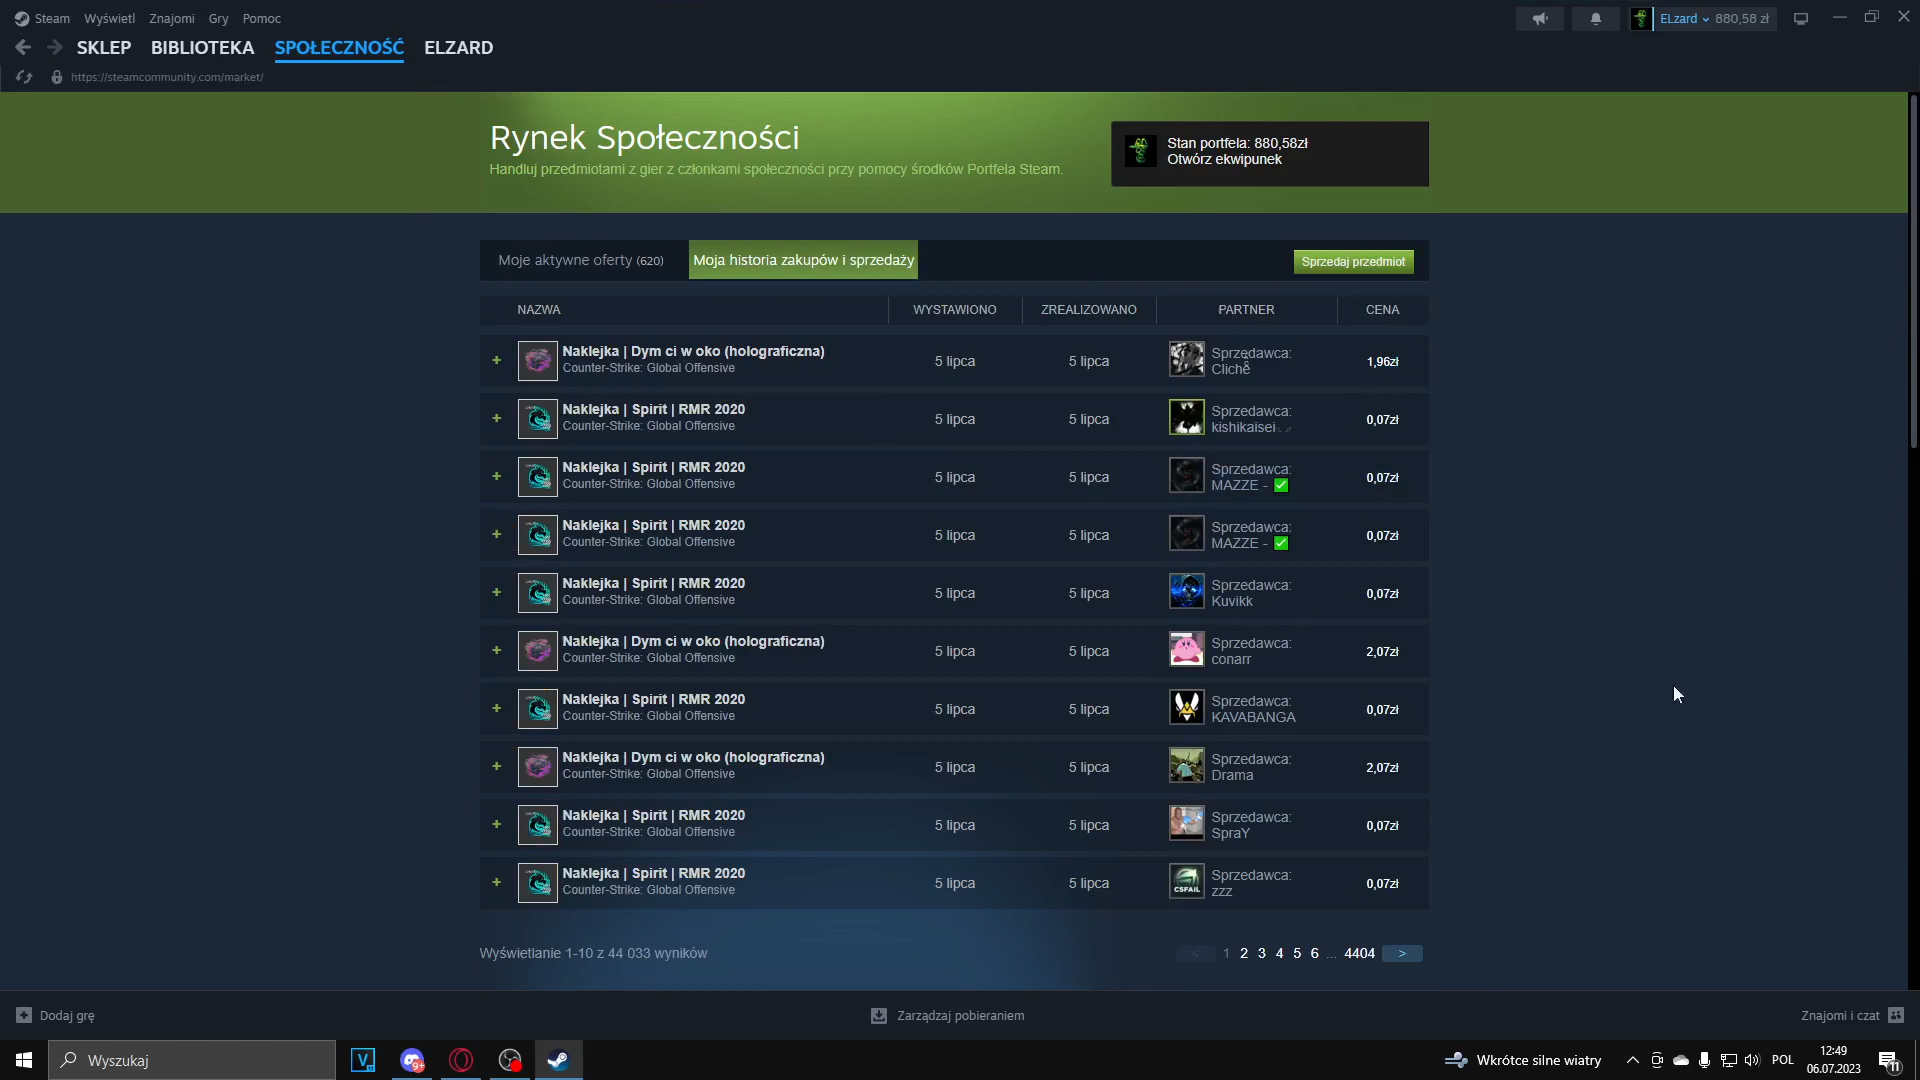 Steam Wyświetl Znajomi Gry Pomoc
ELzard 880,58 zł
SKLEP BIBLIOTEKA SPOŁECZNOŚĆ ELZARD
https://steamcommunity.com/market/
Rynek Społeczności
Handluj przedmiotami z gier z członkami społeczności przy pomocy środków Portfela Steam.
Stan portfela: 880,58zł
Otwórz ekwipunek
Moje aktywne oferty (620)
Moja historia zakupów i sprzedaży
Sprzedaj przedmiot
NAZWA WYSTAWIONO ZREALIZOWANO PARTNER CENA
+ Naklejka | Dym ci w oko (holograficzna)
Counter-Strike: Global Offensive
5 lipca 5 lipca
Sprzedawca:
1,96zł
+ Naklejka | Spirit | RMR 2020
Counter-Strike: Global Offensive
5 lipca 5 lipca
Sprzedawca:
kishikaisei
0,07zł
+ Naklejka | Spirit | RMR 2020
Counter-Strike: Global Offensive
5 lipca 5 lipca
Sprzedawca:
MAZZE - ✅
0,07zł
+ Naklejka | Spirit | RMR 2020
Counter-Strike: Global Offensive
5 lipca 5 lipca
Sprzedawca:
MAZZE - ✅
0,07zł
+ Naklejka | Spirit | RMR 2020
Counter-Strike: Global Offensive
5 lipca 5 lipca
Sprzedawca:
Kuvikk
0,07zł
+ Naklejka | Dym ci w oko (holograficzna)
Counter-Strike: Global Offensive
5 lipca 5 lipca
Sprzedawca:
conarr
2,07zł
+ Naklejka | Spirit | RMR 2020
Counter-Strike: Global Offensive
5 lipca 5 lipca
Sprzedawca:
KAVABANGA
0,07zł
+ Naklejka | Dym ci w oko (holograficzna)
Counter-Strike: Global Offensive
5 lipca 5 lipca
Sprzedawca:
Drama
2,07zł
+ Naklejka | Spirit | RMR 2020
Counter-Strike: Global Offensive
5 lipca 5 lipca
Sprzedawca:
SpraY
0,07zł
+ Naklejka | Spirit | RMR 2020
Counter-Strike: Global Offensive
5 lipca 5 lipca
CSFAIL
Sprzedawca:
zzz
0,07zł
Wyświetlanie 1-10 z 44 033 wyników
< 1 2 3 4 5 6 ... 4404 >
Dodaj grę
Zarządzaj pobieraniem
Znajomi i czat
Wyszukaj
V
9+
Wkrótce silne wiatry
POL
12:49
06.07.2023
11